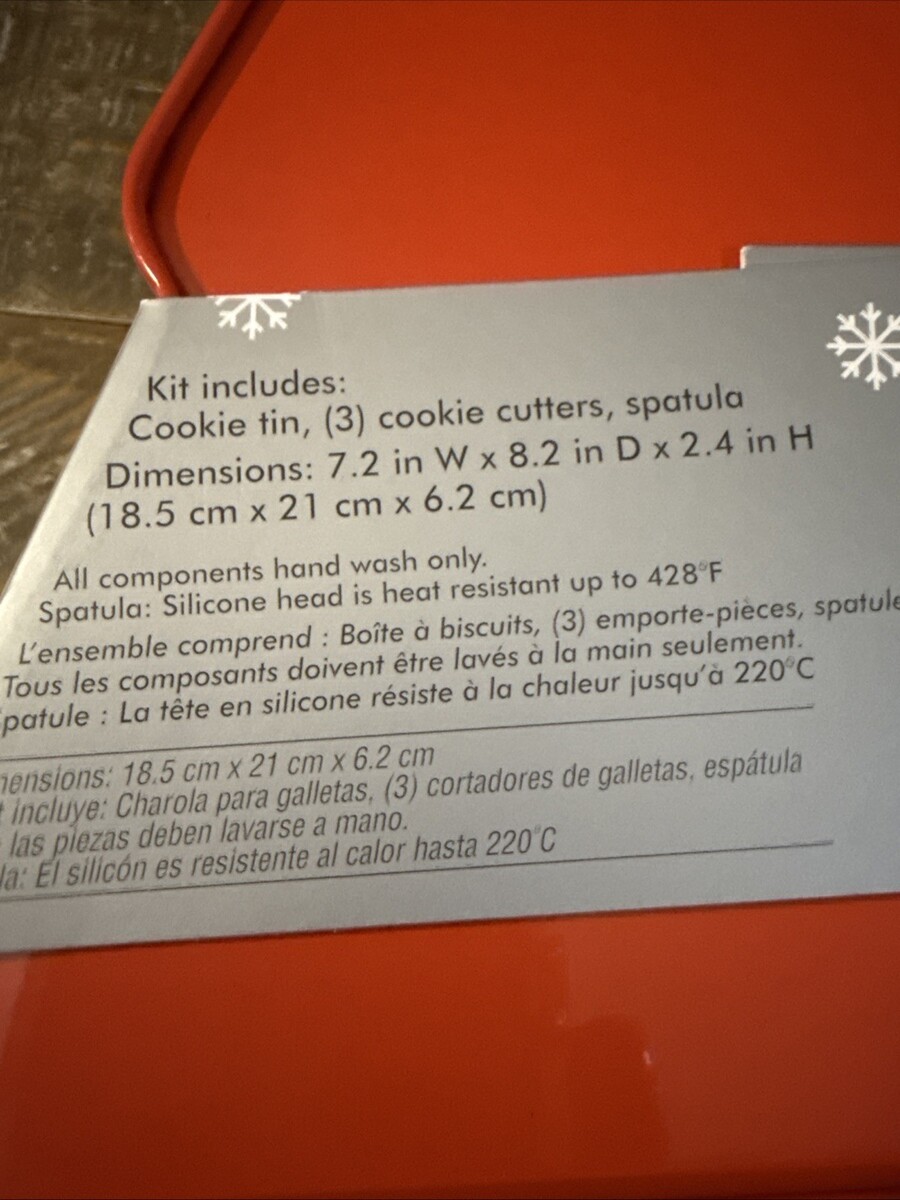 Kit includes:
Cookie tin, (3) cookie cutters, spatula
Dimensions: 7.2 in W x 8.2 in D x 2.4 in H
(18.5 cm x 21 cm x 6.2 cm)
All components hand wash only.
Spatula: Silicone head is heat resistant up to 428°F
L'ensemble comprend : Boîte à biscuits, (3) emporte-pièces, spatule
Tous les composants doivent être lavés à la main seulement.
patule : La tête en silicone résiste à la chaleur jusqu'à 220°C
ensions: 18.5 cm x 21 cm x 6.2 cm
t incluye: Charola para galletas, (3) cortadores de galletas, espátula
las piezas deben lavarse a mano.
la: El silicón es resistente al calor hasta 220°C